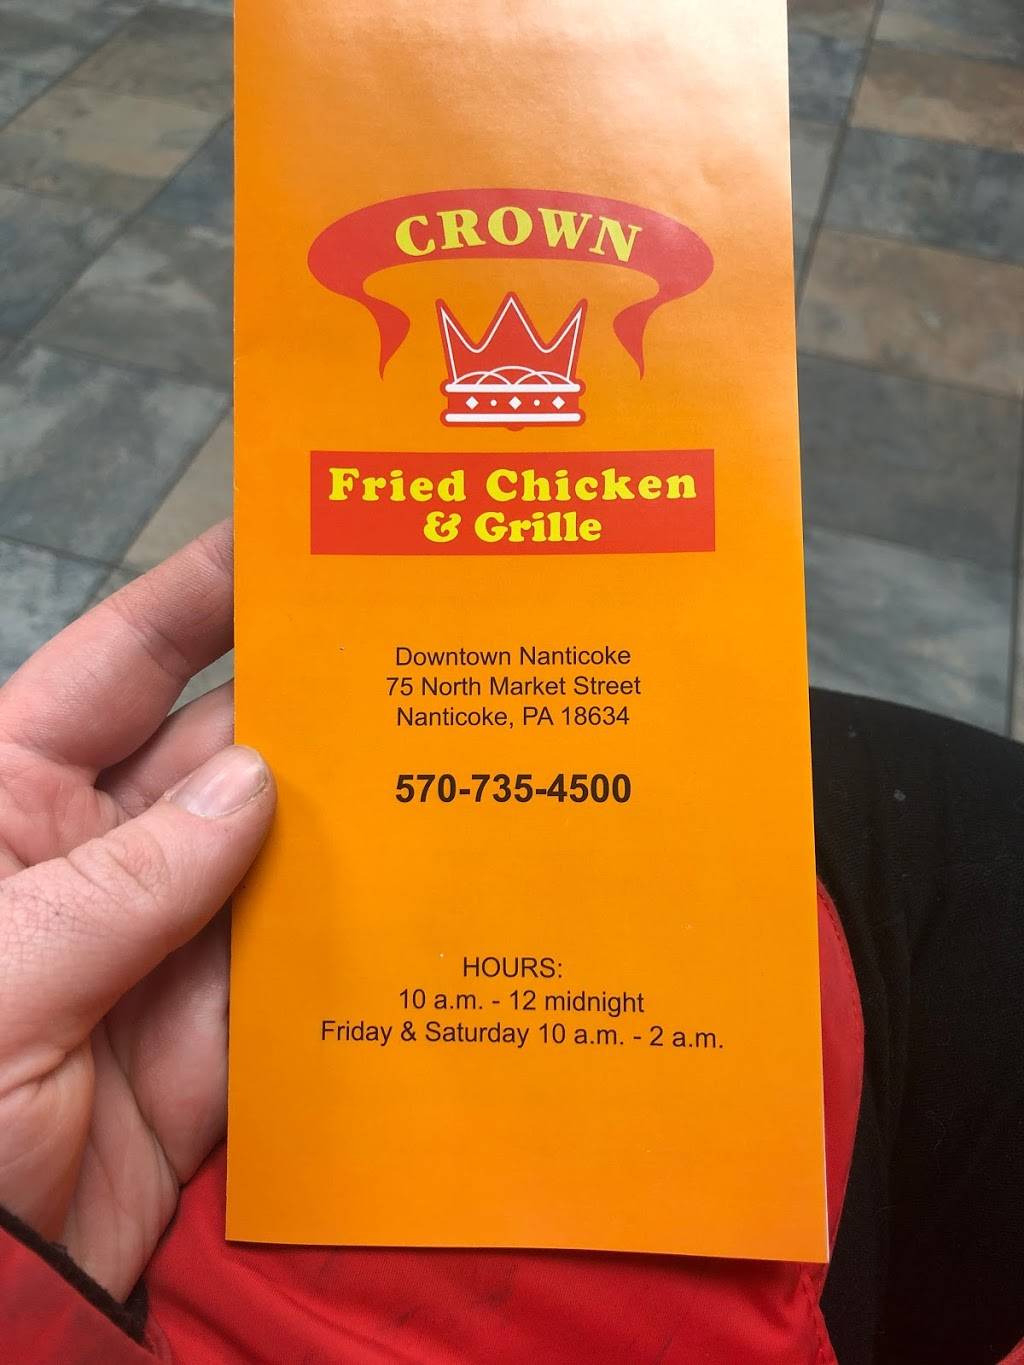 CROWN
Fried Chicken
& Grille
Downtown Nanticoke
75 North Market Street
Nanticoke, PA 18634
570-735-4500
HOURS:
10 a.m. - 12 midnight
Friday & Saturday 10 a.m. - 2 a.m.